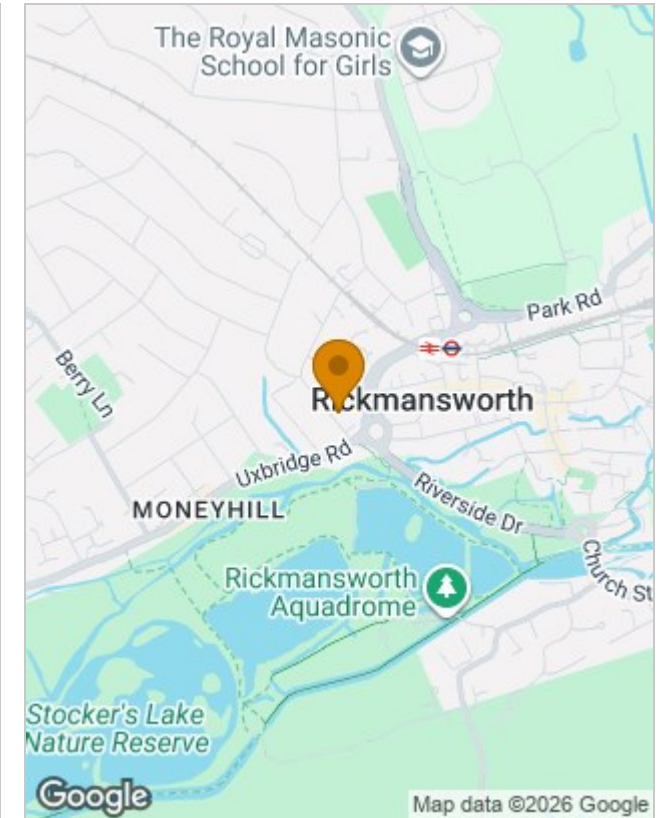 The Royal Masonic
School for Girls
Park Rd
Berry Ln
Rickmansworth
Uxbridge Rd
MONEYHILL
Riverside Dr
Rickmansworth
Aquadrome
Church St
Stocker's Lake
Nature Reserve
Google
Map data ©2026 Google